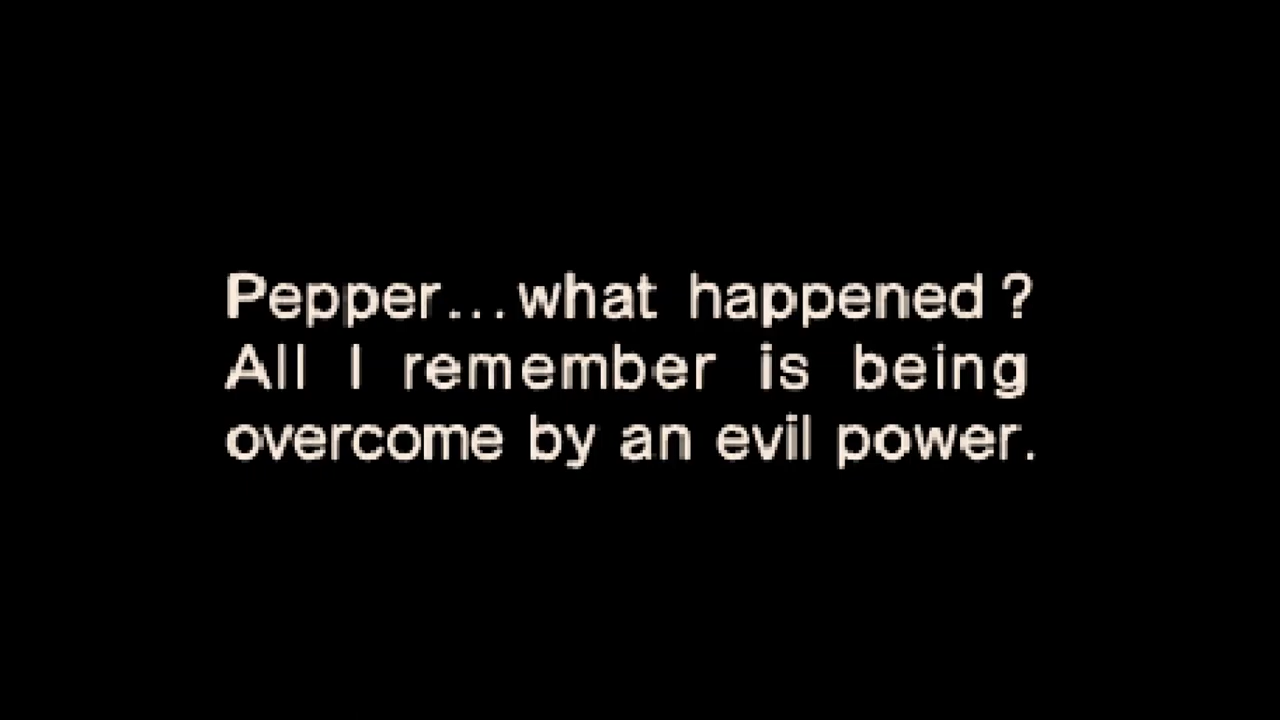 Pepper...what happened?
All I remember is being
overcome by an evil power.